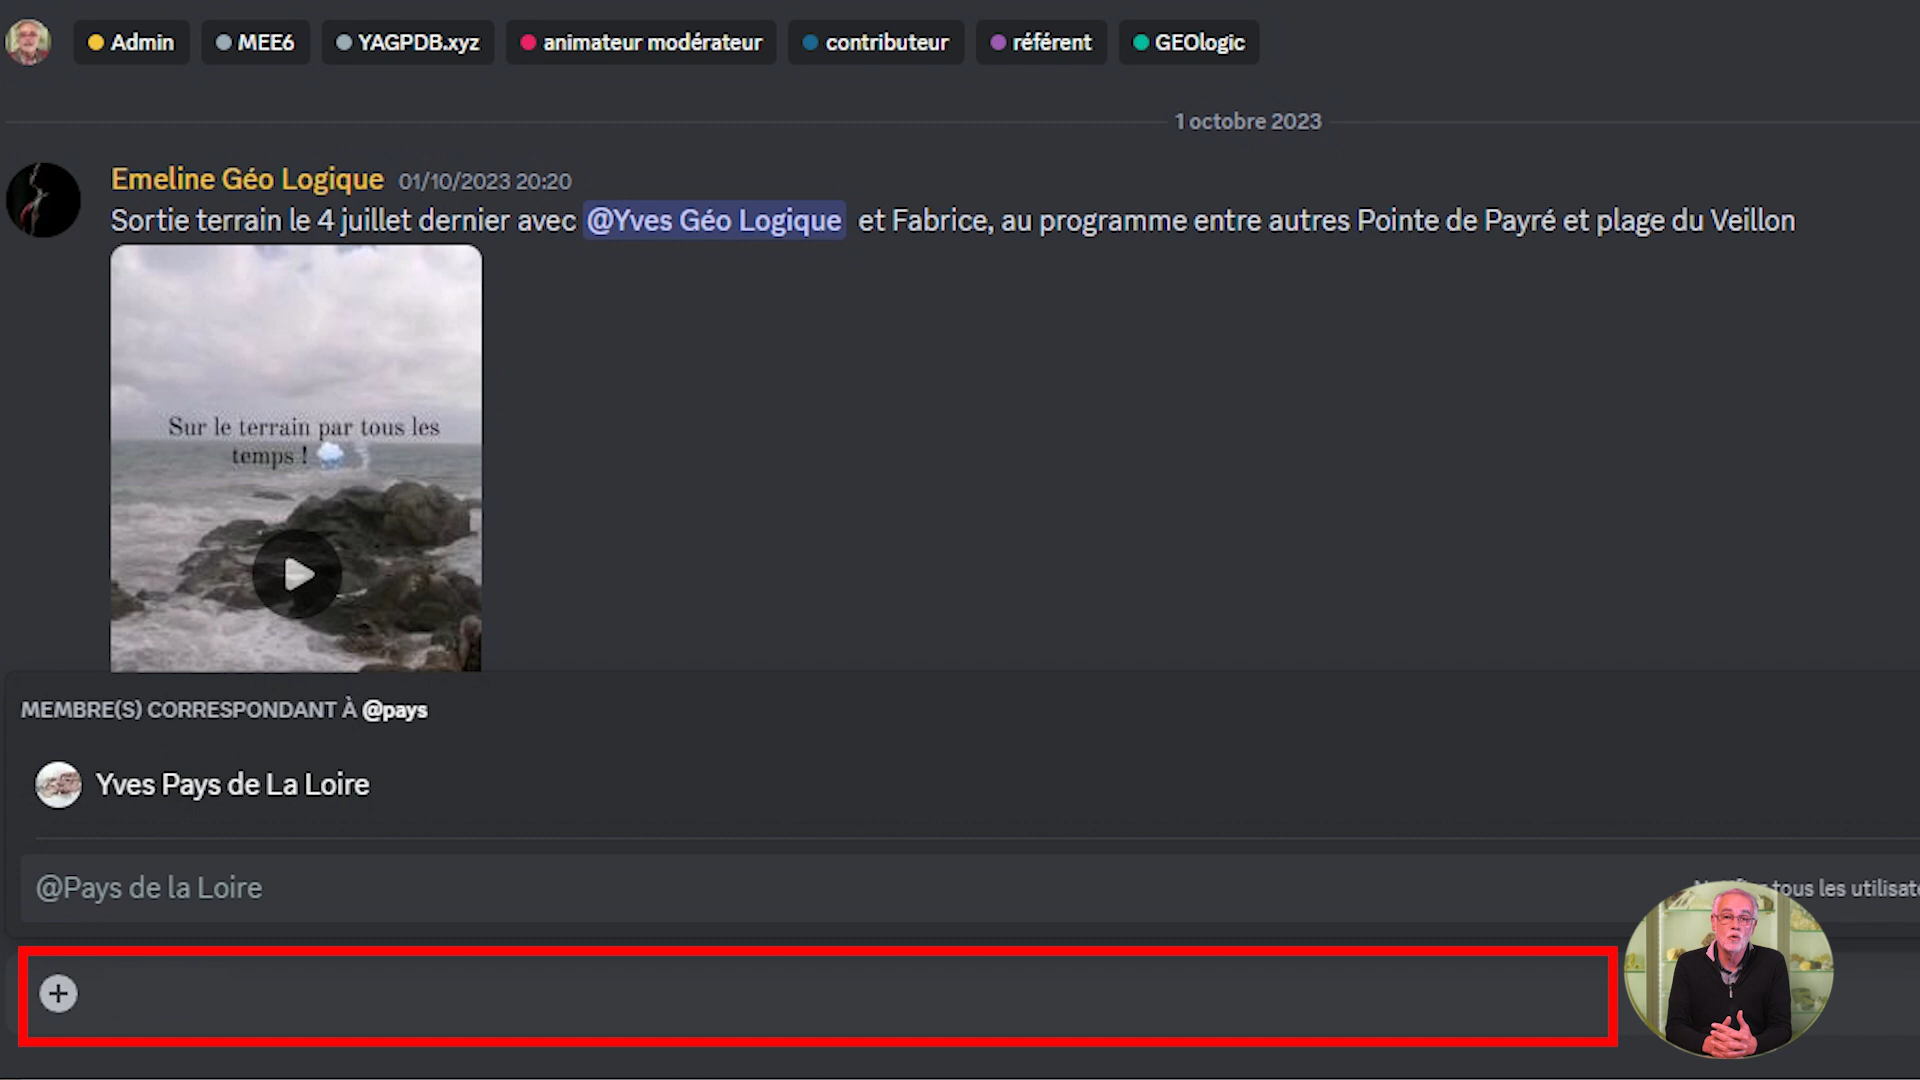 Admin MEE6 YAGPDB.xyz animateur modérateur contributeur référent GEOlogic
1 octobre 2023
Emeline Géo Logique 01/10/2023 20:20
Sortie terrain le 4 juillet dernier avec @Yves Géo Logique et Fabrice, au programme entre autres Pointe de Payré et plage du Veillon
Sur le terrain par tous les
temps !
MEMBRE(S) CORRESPONDANT À @pays
Yves Pays de La Loire
@Pays de la Loire
tous les